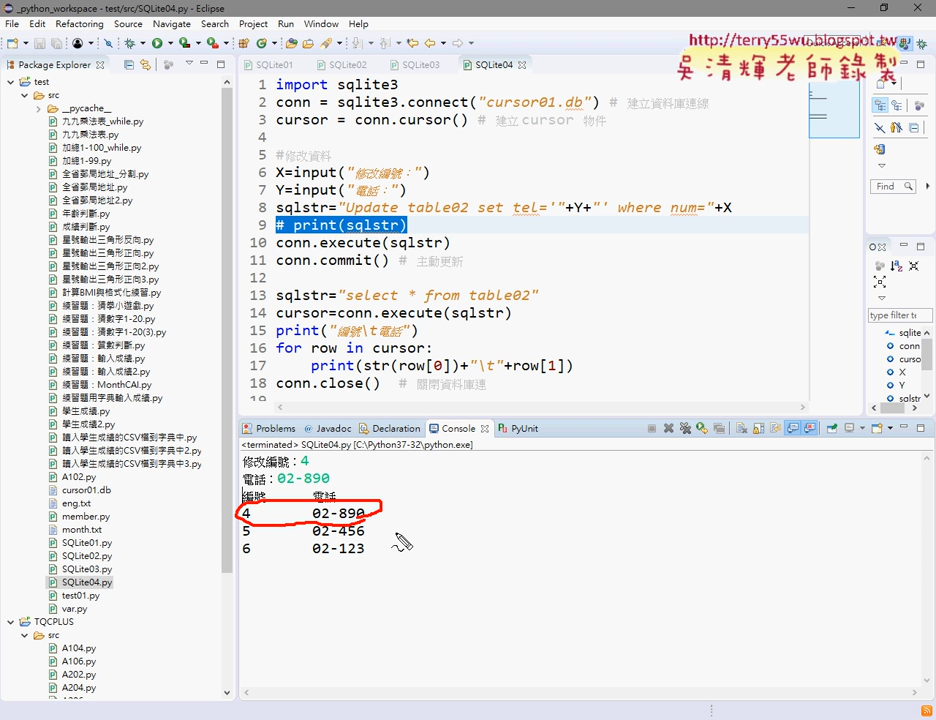 _python_workspace - test/src/SQLite04.py - Eclipse
File Edit Refactoring Source Navigate Search Project Run Window Help
http://terry55wu.blogspot.tw
吳清輝老師錄製
Package Explorer
SQLite01 SQLite02 SQLite03 SQLite04
test
src
__pycache__
九九乘法表_while.py
九九乘法表.py
加總1-100_while.py
加總1-99.py
全省郵局地址_分割.py
全省郵局地址.py
全省郵局地址2.py
年齡判斷.py
成績判斷.py
星號輸出三角形反向.py
星號輸出三角形正向.py
星號輸出三角形正向2.py
星號輸出三角形正向3.py
計算BMI與格式化練習.py
練習題：猜學小遊戲.py
練習題：猜數字1-20.py
練習題：猜數字1-20(3).py
練習題：質數判斷.py
練習題：輸入成績.py
練習題：輸入成績2.py
練習題：MonthCAI.py
練習題用字典輸入成績.py
學生成績.py
學生成績2.py
讀入學生成績的CSV檔到字典中.py
讀入學生成績的CSV檔到字典中2.py
讀入學生成績的CSV檔到字典中3.py
A102.py
cursor01.db
eng.txt
member.py
month.txt
SQLite01.py
SQLite02.py
SQLite03.py
SQLite04.py
test01.py
var.py
TQCPLUS
src
A104.py
A106.py
A202.py
A204.py
1 import sqlite3
2 conn = sqlite3.connect("cursor01.db") # 建立資料庫連線
3 cursor = conn.cursor() # 建立 cursor 物件
4
5 #修改資料
6 X=input("修改編號：")
7 Y=input("電話：")
8 sqlstr="Update table02 set tel='"+Y+"' where num="+X
9 # print(sqlstr)
10 conn.execute(sqlstr)
11 conn.commit() # 主動更新
12
13 sqlstr="select * from table02"
14 cursor=conn.execute(sqlstr)
15 print("編號\t電話")
16 for row in cursor:
17 print(str(row[0])+"\t"+row[1])
18 conn.close() # 關閉資料庫連
Find
type filter te
sqlite
conn
curso
X
Y
sqlstr
Problems Javadoc Declaration Console PyUnit
<terminated> SQLite04.py [C:\Python37-32\python.exe]
修改編號：4
電話：02-890
編號 電話
4 02-890
5 02-456
6 02-123